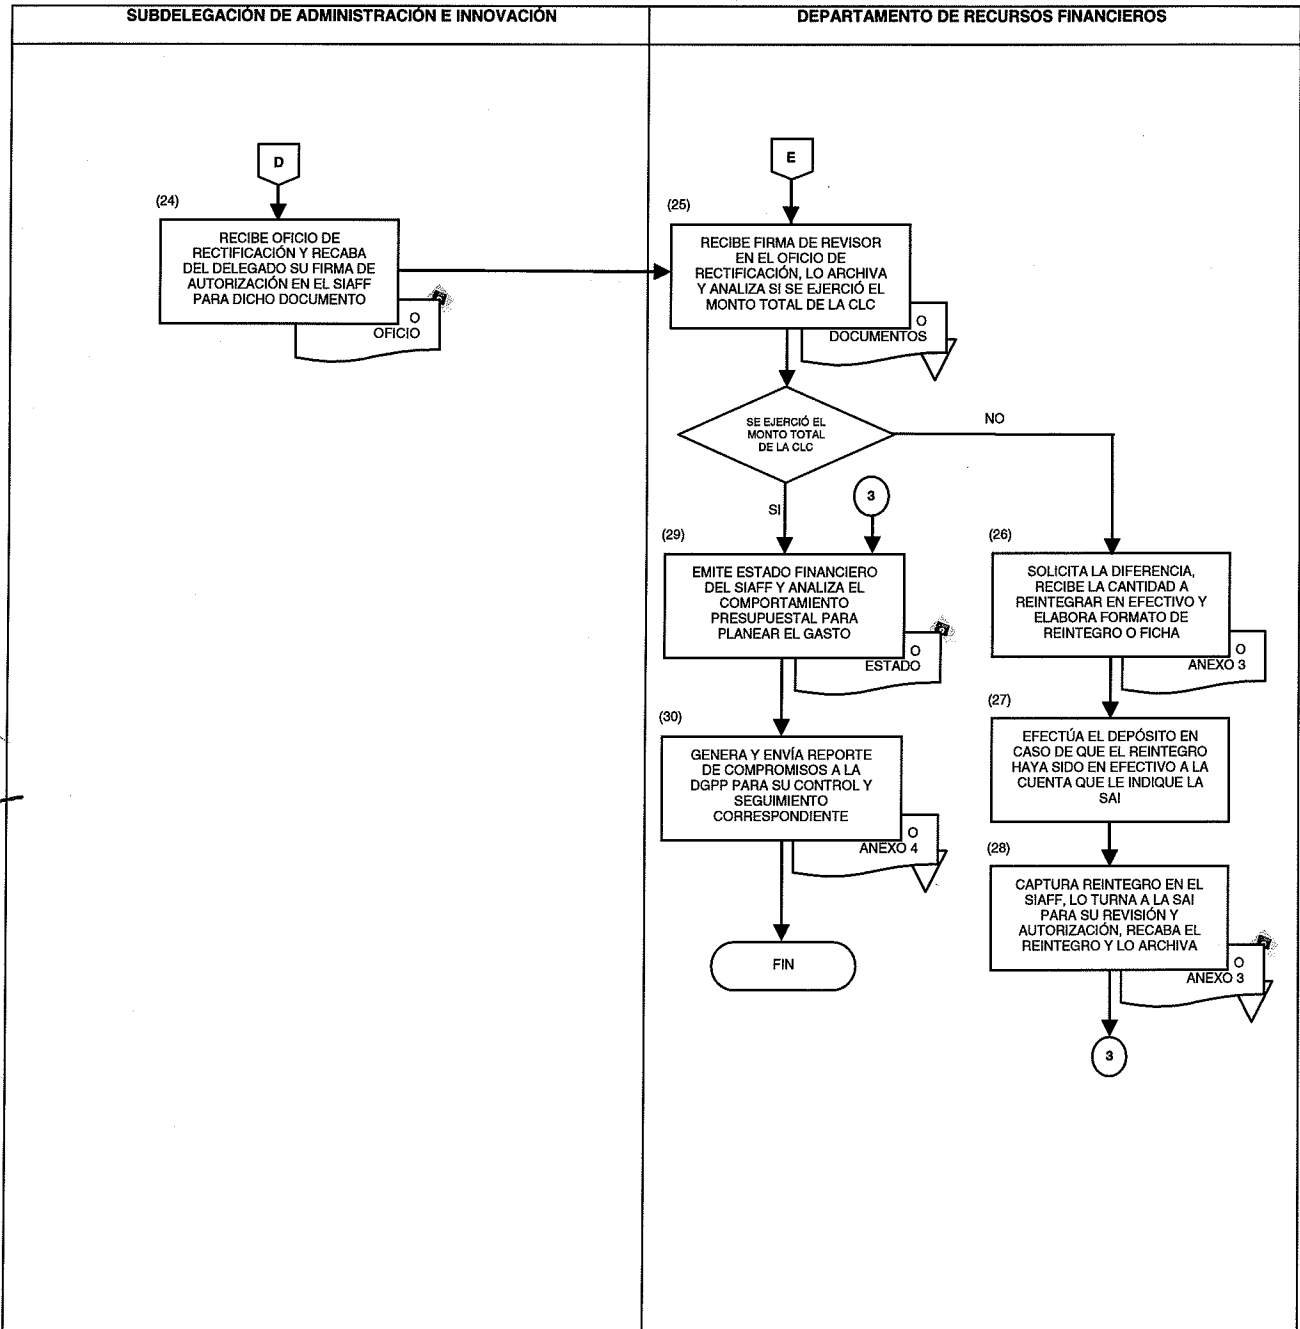 SUBDELEGACIÓN DE ADMINISTRACIÓN E INNOVACIÓN
DEPARTAMENTO DE RECURSOS FINANCIEROS
D
(24)
RECIBE OFICIO DE
RECTIFICACIÓN Y RECABA
DEL DELEGADO SU FIRMA DE
AUTORIZACIÓN EN EL SIAFF
PARA DICHO DOCUMENTO
O
OFICIO
E
(25)
RECIBE FIRMA DE REVISOR
EN EL OFICIO DE
RECTIFICACIÓN, LO ARCHIVA
Y ANALIZA SI SE EJERCIÓ EL
MONTO TOTAL DE LA CLC
O
DOCUMENTOS
SE EJERCIÓ EL
MONTO TOTAL
DE LA CLC
NO
SI
3
(29)
EMITE ESTADO FINANCIERO
DEL SIAFF Y ANALIZA EL
COMPORTAMIENTO
PRESUPUESTAL PARA
PLANEAR EL GASTO
O
ESTADO
(30)
GENERA Y ENVÍA REPORTE
DE COMPROMISOS A LA
DGPP PARA SU CONTROL Y
SEGUIMIENTO
CORRESPONDIENTE
O
ANEXO 4
FIN
(26)
SOLICITA LA DIFERENCIA,
RECIBE LA CANTIDAD A
REINTEGRAR EN EFECTIVO Y
ELABORA FORMATO DE
REINTEGRO O FICHA
O
ANEXO 3
(27)
EFECTÚA EL DEPÓSITO EN
CASO DE QUE EL REINTEGRO
HAYA SIDO EN EFECTIVO A LA
CUENTA QUE LE INDIQUE LA
SAI
(28)
CAPTURA REINTEGRO EN EL
SIAFF, LO TURNA A LA SAI
PARA SU REVISIÓN Y
AUTORIZACIÓN, RECABA EL
REINTEGRO Y LO ARCHIVA
O
ANEXO 3
3